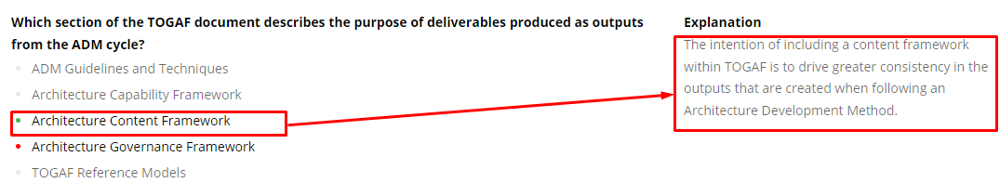 Which section of the TOGAF document describes the purpose of deliverables produced as outputs
from the ADM cycle?
ADM Guidelines and Techniques
Architecture Capability Framework
Architecture Content Framework
Architecture Governance Framework
TOGAF Reference Models
Explanation
The intention of including a content framework
within TOGAF is to drive greater consistency in the
outputs that are created when following an
Architecture Development Method.